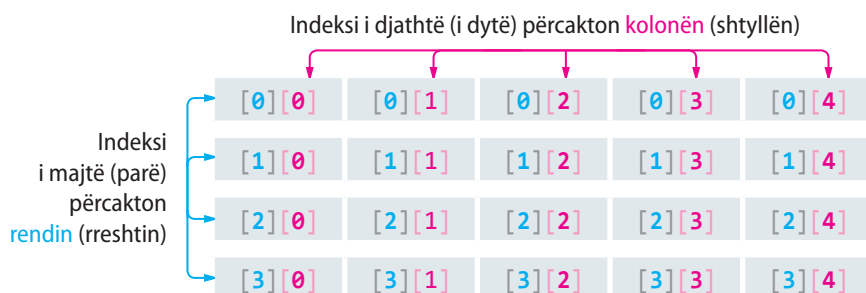 Indeksi i djathtë (i dytë) përcakton kolonën (shtyllën)
[0][0] [0][1] [0][2] [0][3] [0][4]
Indeksi
i majtë (parë)
përcakton
rendin (rreshtin)
[1][0] [1][1] [1][2] [1][3] [1][4]
[2][0] [2][1] [2][2] [2][3] [2][4]
[3][0] [3][1] [3][2] [3][3] [3][4]